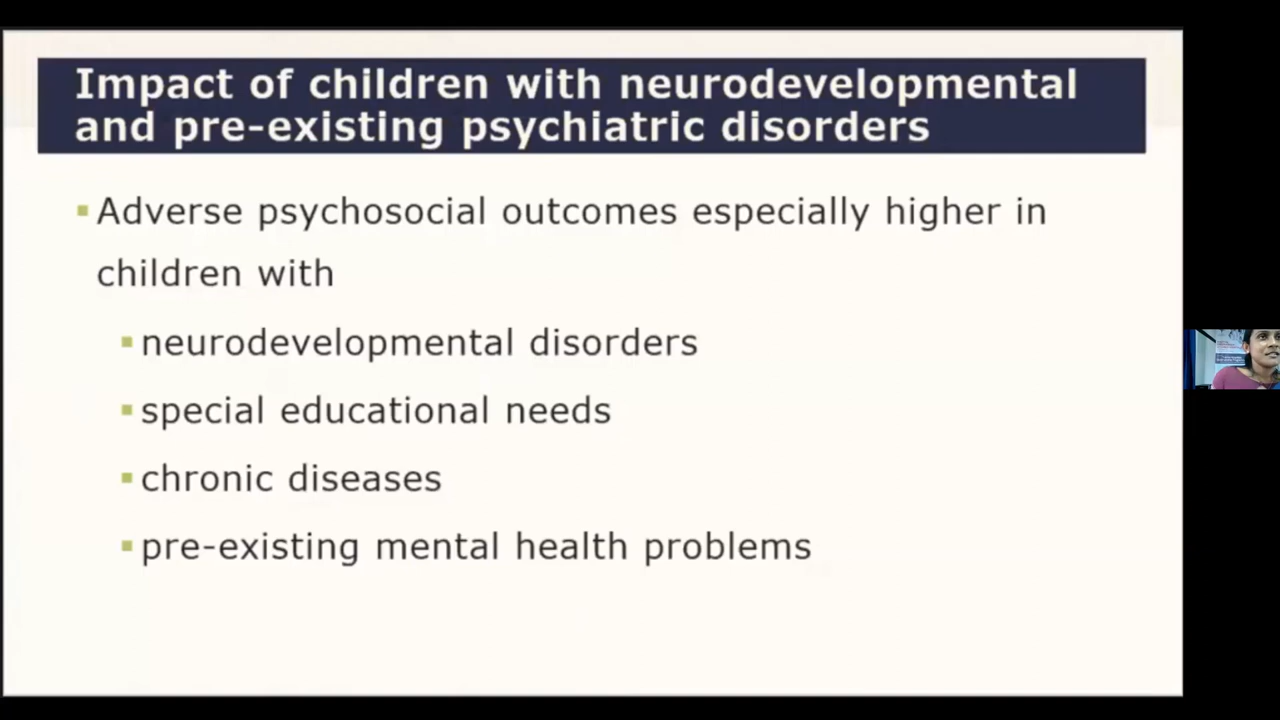 Impact of children with neurodevelopmental
and pre-existing psychiatric disorders
▪Adverse psychosocial outcomes especially higher in
children with
▪neurodevelopmental disorders
▪special educational needs
▪chronic diseases
▪pre-existing mental health problems